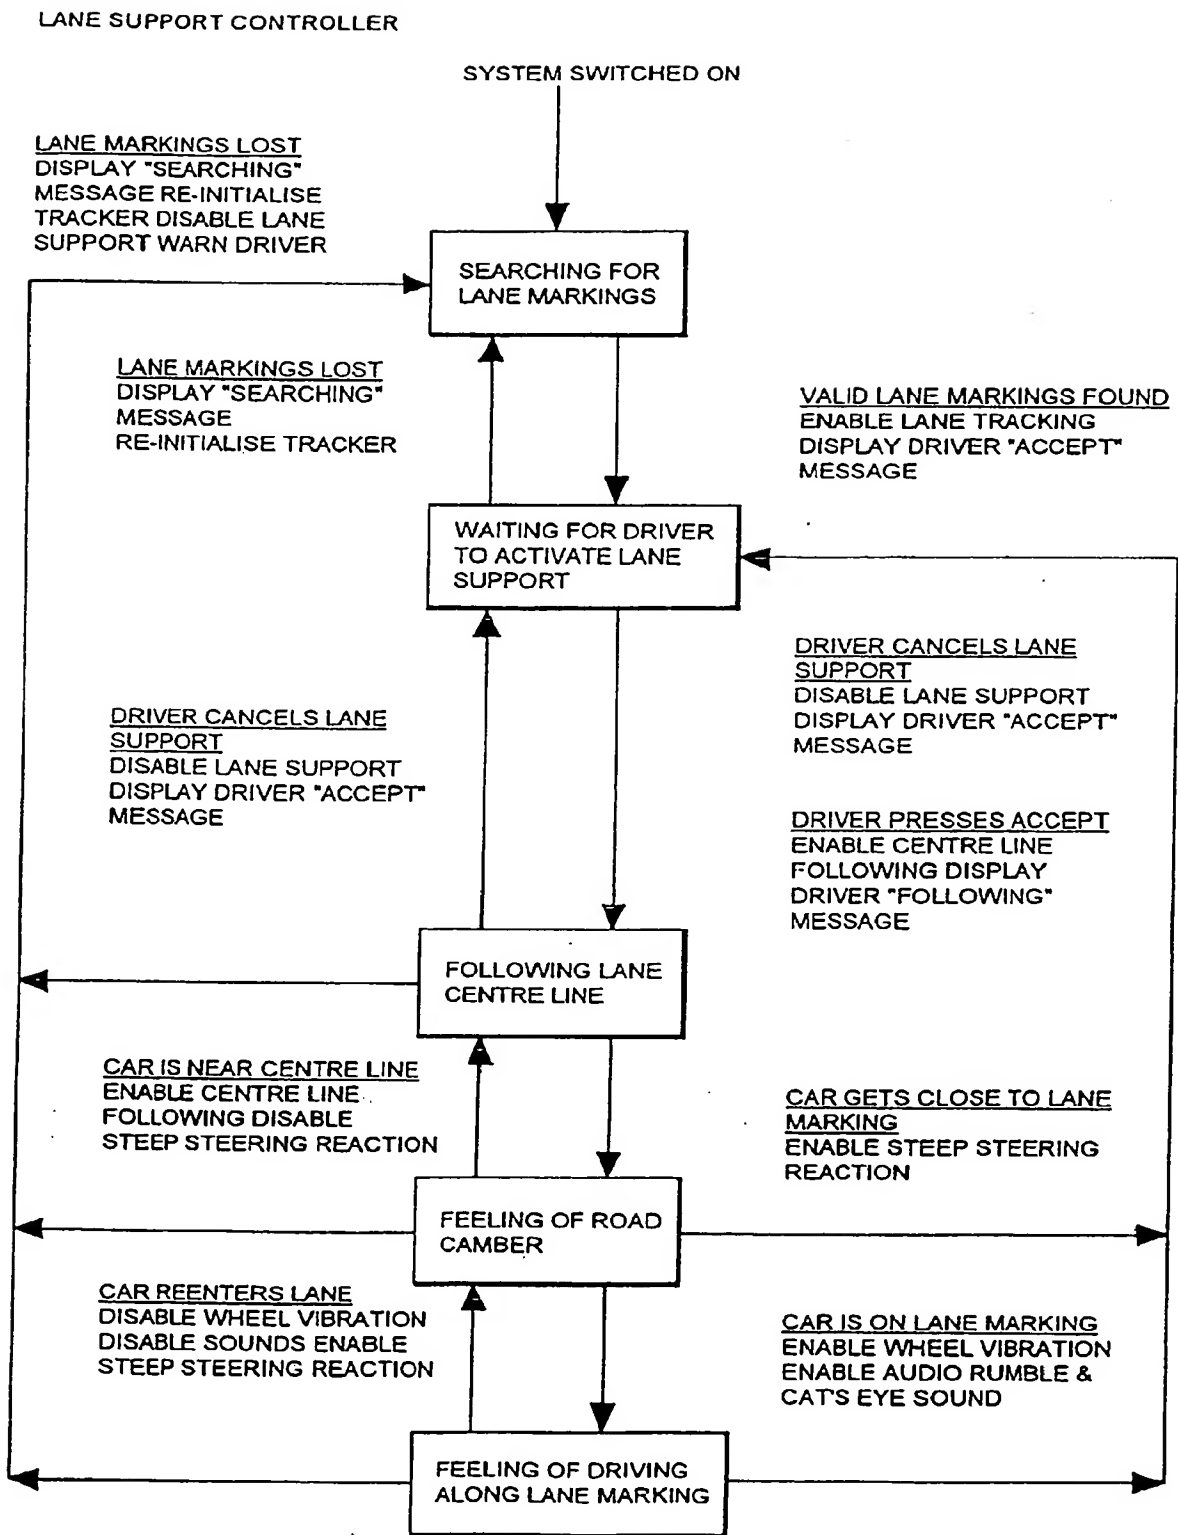 LANE SUPPORT CONTROLLER
SYSTEM SWITCHED ON
LANE MARKINGS LOST
DISPLAY "SEARCHING"
MESSAGE RE-INITIALISE
TRACKER DISABLE LANE
SUPPORT WARN DRIVER
SEARCHING FOR
LANE MARKINGS
LANE MARKINGS LOST
DISPLAY "SEARCHING"
MESSAGE
RE-INITIALISE TRACKER
VALID LANE MARKINGS FOUND
ENABLE LANE TRACKING
DISPLAY DRIVER "ACCEPT"
MESSAGE
WAITING FOR DRIVER
TO ACTIVATE LANE
SUPPORT
DRIVER CANCELS LANE
SUPPORT
DISABLE LANE SUPPORT
DISPLAY DRIVER "ACCEPT"
MESSAGE
DRIVER CANCELS LANE
SUPPORT
DISABLE LANE SUPPORT
DISPLAY DRIVER "ACCEPT"
MESSAGE
DRIVER PRESSES ACCEPT
ENABLE CENTRE LINE
FOLLOWING DISPLAY
DRIVER "FOLLOWING"
MESSAGE
FOLLOWING LANE
CENTRE LINE
CAR IS NEAR CENTRE LINE
ENABLE CENTRE LINE
FOLLOWING DISABLE
STEEP STEERING REACTION
CAR GETS CLOSE TO LANE
MARKING
ENABLE STEEP STEERING
REACTION
FEELING OF ROAD
CAMBER
CAR REENTERS LANE
DISABLE WHEEL VIBRATION
DISABLE SOUNDS ENABLE
STEEP STEERING REACTION
CAR IS ON LANE MARKING
ENABLE WHEEL VIBRATION
ENABLE AUDIO RUMBLE &
CAT'S EYE SOUND
FEELING OF DRIVING
ALONG LANE MARKING